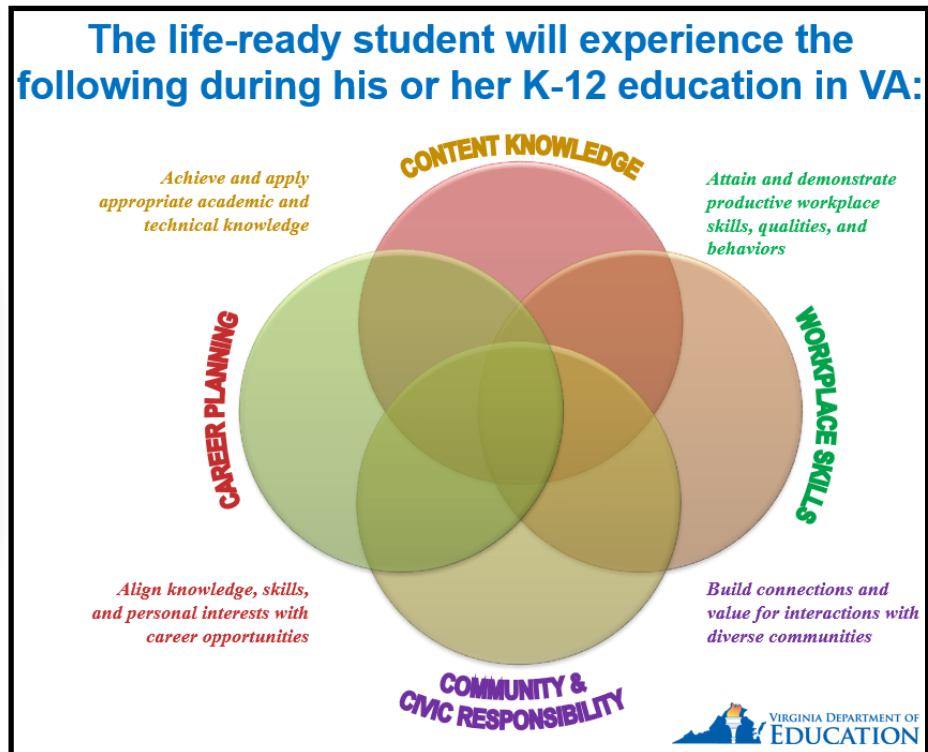 The life-ready student will experience the
following during his or her K-12 education in VA:
CONTENT KNOWLEDGE
Achieve and apply
appropriate academic and
technical knowledge
Attain and demonstrate
productive workplace
skills, qualities, and
behaviors
CAREER PLANNING
WORKPLACE SKILLS
Align knowledge, skills,
and personal interests with
career opportunities
Build connections and
value for interactions with
diverse communities
COMMUNITY &
CIVIC RESPONSIBILITY
VIRGINIA DEPARTMENT OF
EDUCATION